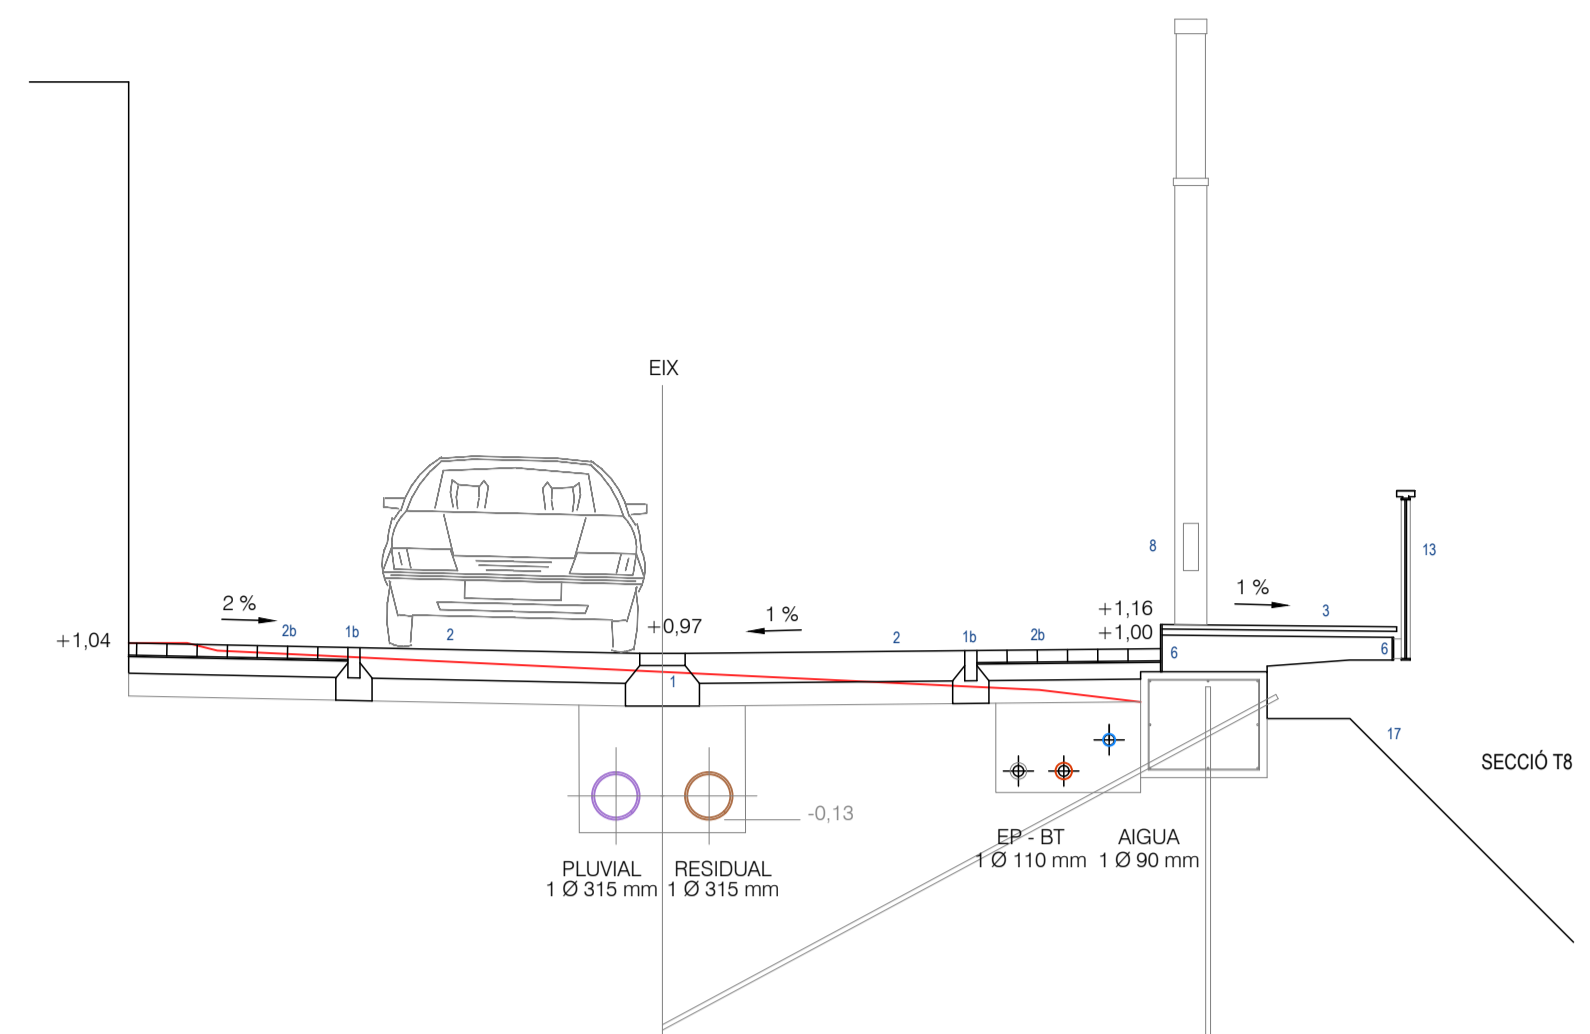 EIX
8
13
2 %
1 %
1 %
3
+1,04
2b
1b
2
+0,97
2
1b
2b
+1,16
+1,00
6
6
1
17
SECCIÓ T8
-0,13
PLUVIAL
1 Ø 315 mm
RESIDUAL
1 Ø 315 mm
EP - BT
1 Ø 110 mm
AIGUA
1 Ø 90 mm